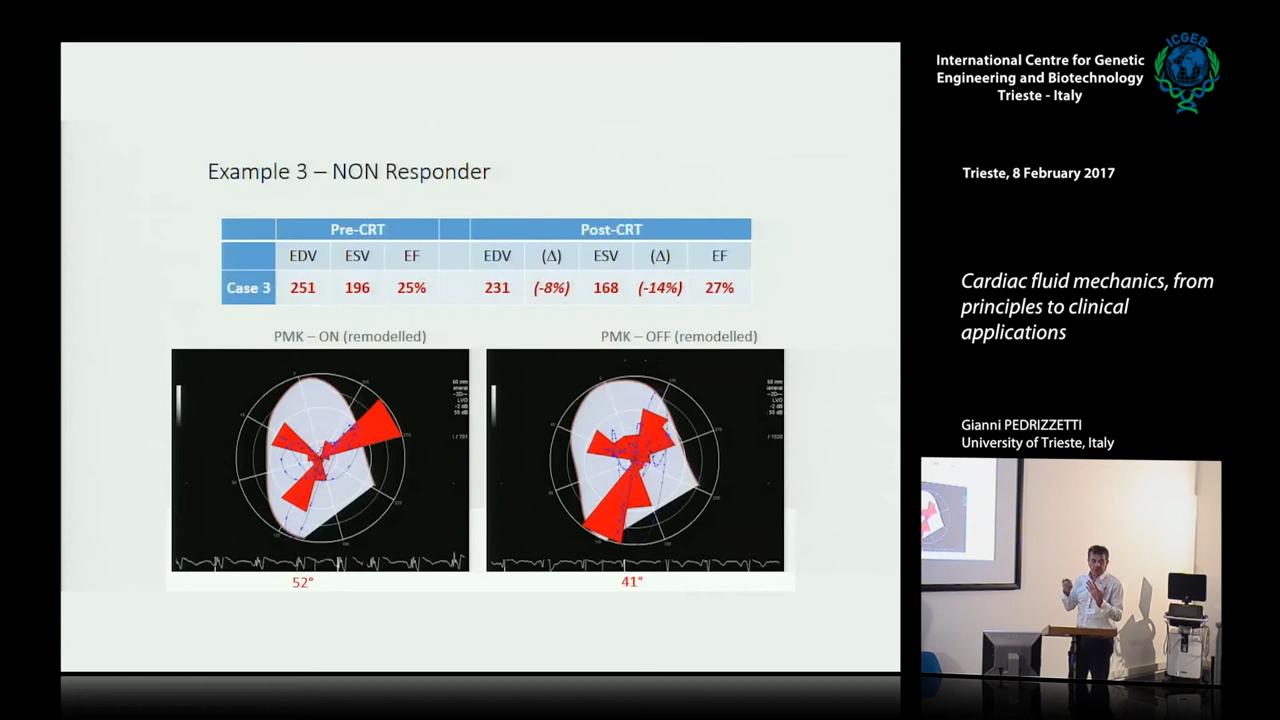 International Centre for Genetic
Engineering and Biotechnology
Trieste - Italy
ICGEB
Trieste, 8 February 2017
Cardiac fluid mechanics, from
principles to clinical
applications
Gianni PEDRIZZETTI
University of Trieste, Italy
Example 3 – NON Responder
Pre-CRT Post-CRT
EDV ESV EF EDV (Δ) ESV (Δ) EF
Case 3 251 196 25% 231 (-8%) 168 (-14%) 27%
PMK – ON (remodelled) PMK – OFF (remodelled)
52° 41°